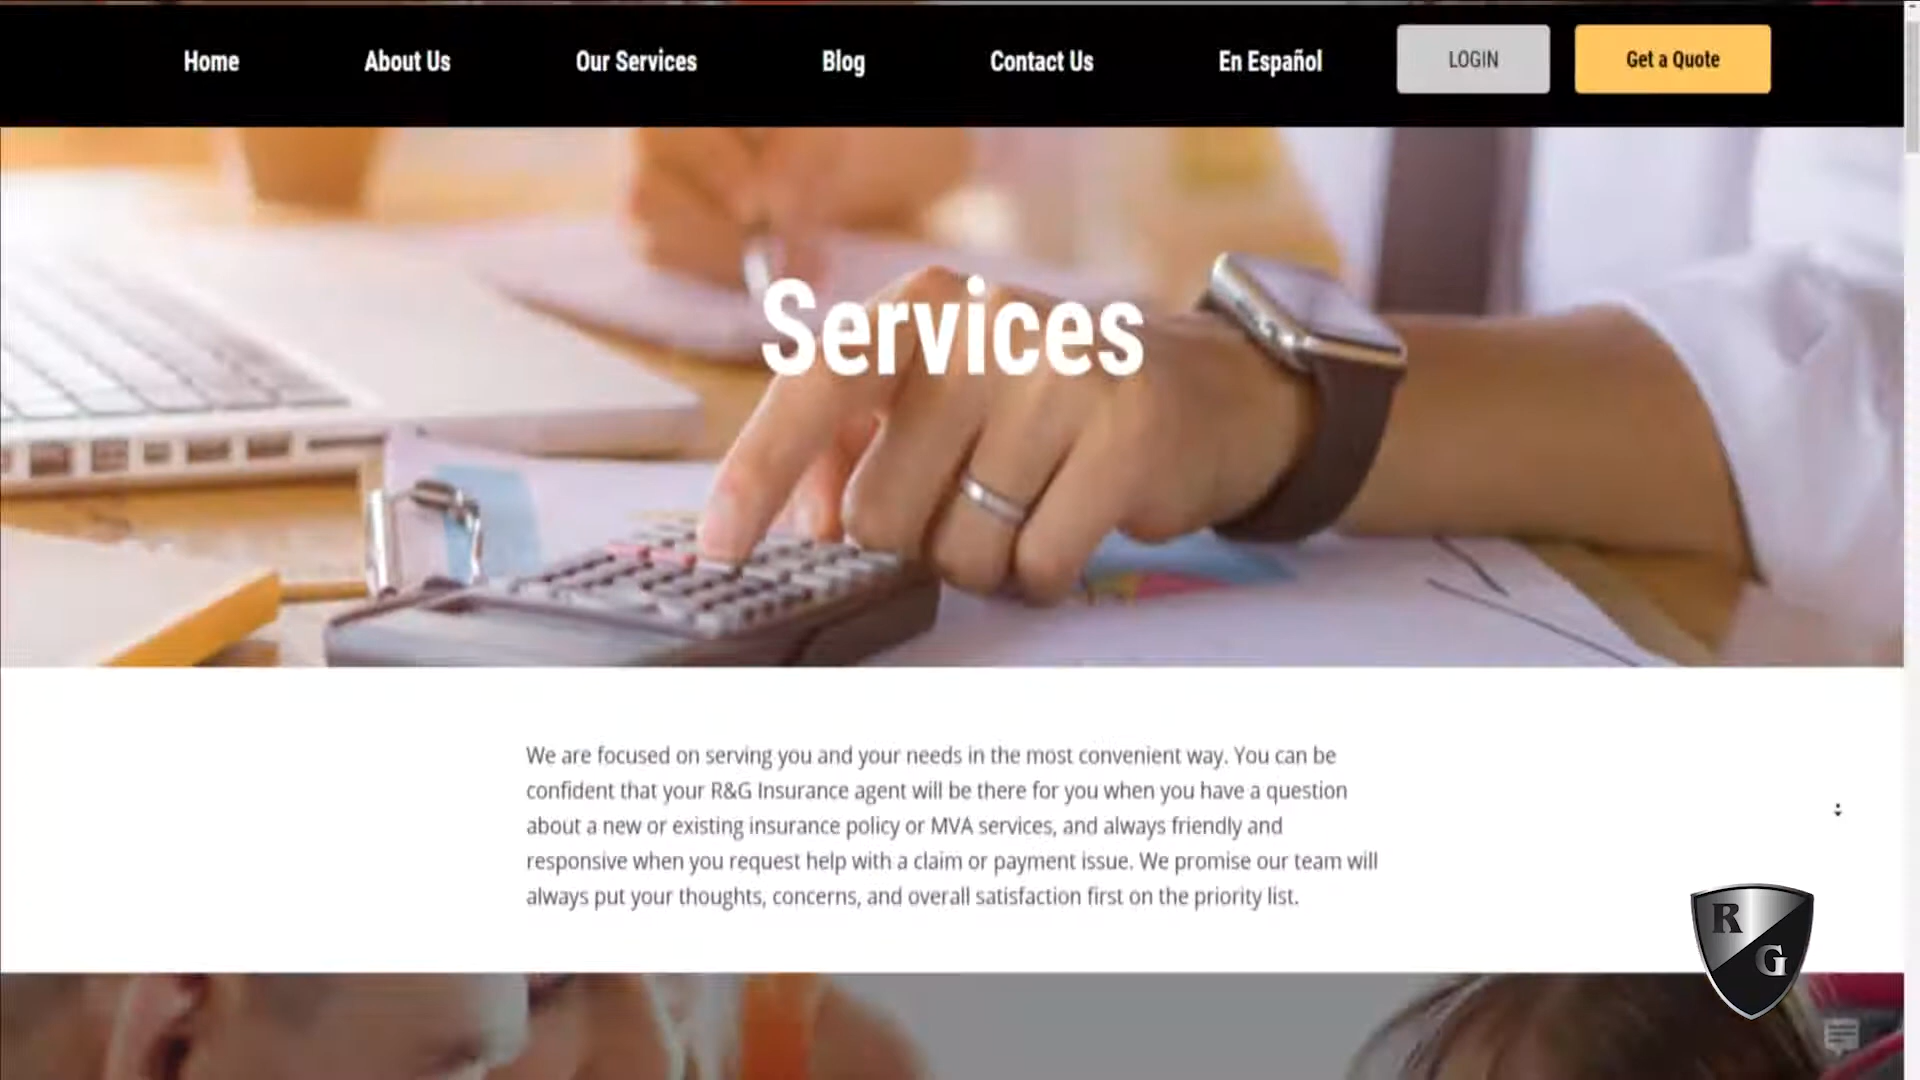 Home About Us Our Services Blog Contact Us En Español LOGIN Get a Quote
Services
We are focused on serving you and your needs in the most convenient way. You can be
confident that your R&G Insurance agent will be there for you when you have a question
about a new or existing insurance policy or MVA services, and always friendly and
responsive when you request help with a claim or payment issue. We promise our team will
always put your thoughts, concerns, and overall satisfaction first on the priority list.
R
G